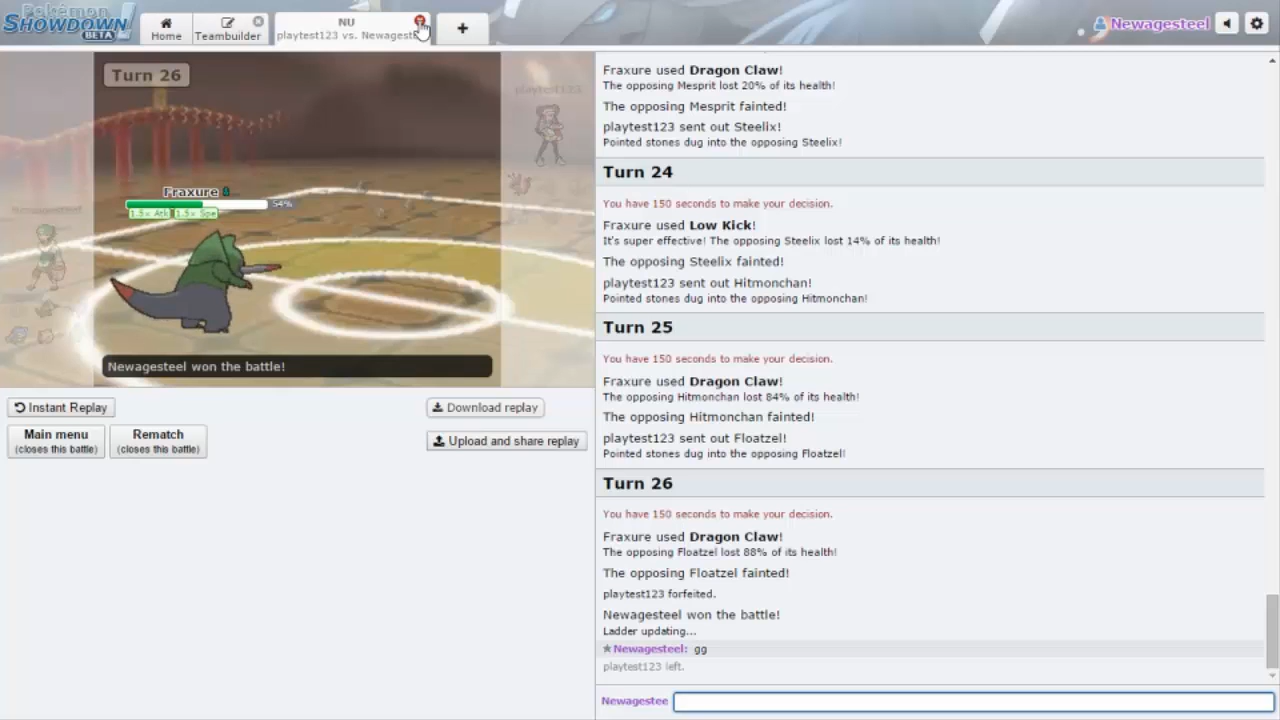 Pokémon
SHOWDOWN!
BETA
Home
Teambuilder
NU
playtest123 vs. Newagest
+
Newagesteel
Turn 26
playtest123
Fraxure
54%
1.5× Atk 1.5× Spe
Newagesteel won the battle!
Instant Replay
Download replay
Main menu
(closes this battle)
Rematch
(closes this battle)
Upload and share replay
Fraxure used Dragon Claw!
The opposing Mesprit lost 20% of its health!
The opposing Mesprit fainted!
playtest123 sent out Steelix!
Pointed stones dug into the opposing Steelix!
Turn 24
You have 150 seconds to make your decision.
Fraxure used Low Kick!
It's super effective! The opposing Steelix lost 14% of its health!
The opposing Steelix fainted!
playtest123 sent out Hitmonchan!
Pointed stones dug into the opposing Hitmonchan!
Turn 25
You have 150 seconds to make your decision.
Fraxure used Dragon Claw!
The opposing Hitmonchan lost 84% of its health!
The opposing Hitmonchan fainted!
playtest123 sent out Floatzel!
Pointed stones dug into the opposing Floatzel!
Turn 26
You have 150 seconds to make your decision.
Fraxure used Dragon Claw!
The opposing Floatzel lost 88% of its health!
The opposing Floatzel fainted!
playtest123 forfeited.
Newagesteel won the battle!
Ladder updating...
★Newagesteel: gg
playtest123 left.
Newagestee